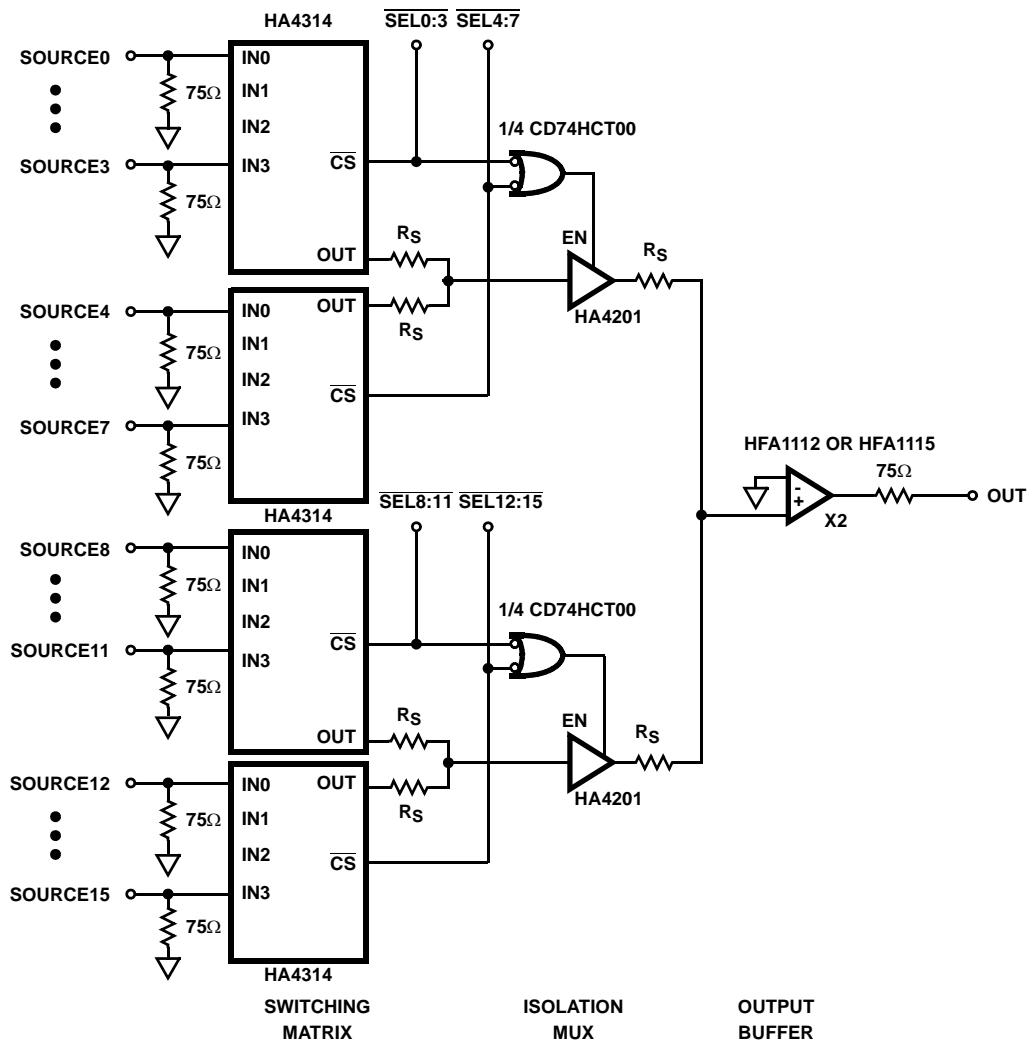 HA4314
SEL0:3 SEL4:7
SOURCE0
IN0
75Ω
IN1
IN2
1/4 CD74HCT00
SOURCE3
IN3
CS
75Ω
OUT
RS
EN
RS
HA4201
SOURCE4
IN0
OUT
RS
75Ω
IN1
IN2
CS
SOURCE7
IN3
75Ω
HFA1112 OR HFA1115
75Ω
-
+
X2
OUT
HA4314
SEL8:11 SEL12:15
SOURCE8
IN0
75Ω
IN1
IN2
1/4 CD74HCT00
SOURCE11
IN3
CS
75Ω
OUT
RS
EN
RS
HA4201
SOURCE12
IN0
OUT
RS
75Ω
IN1
IN2
CS
SOURCE15
IN3
75Ω
HA4314
SWITCHING
MATRIX
ISOLATION
MUX
OUTPUT
BUFFER